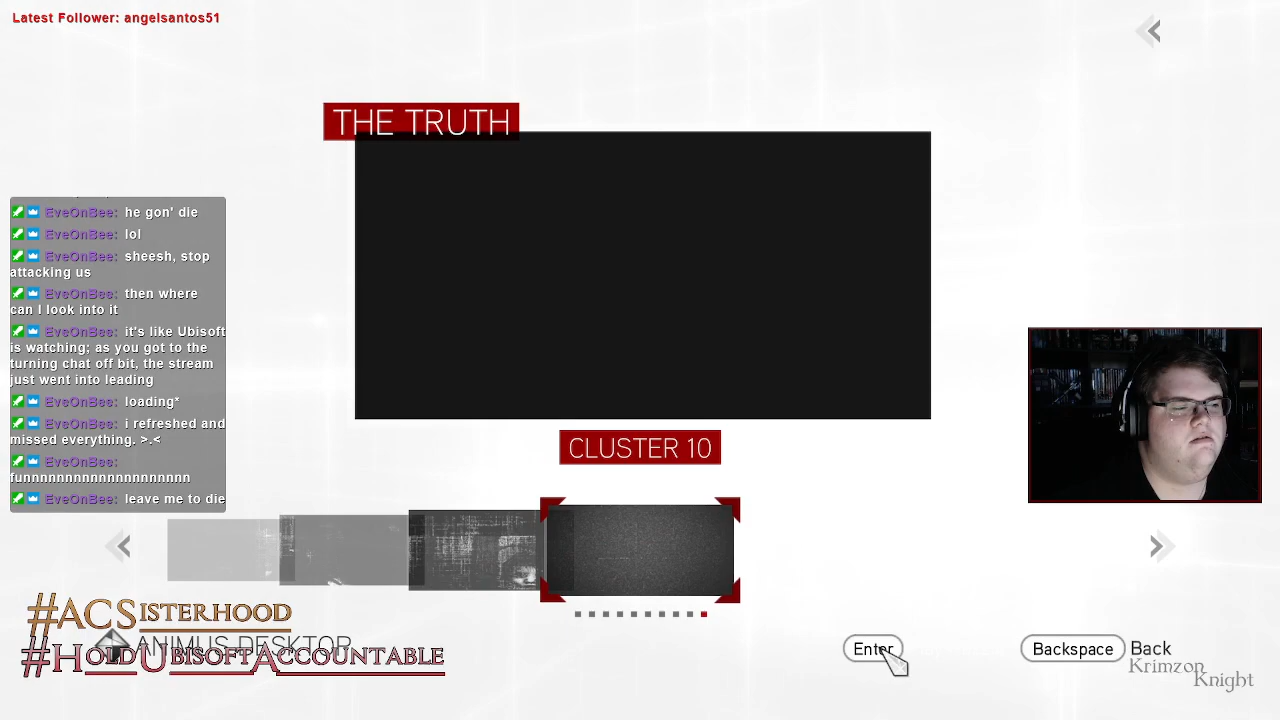 Latest Follower: angelsantos51
THE TRUTH
EveOnBee: he gon' die
EveOnBee: lol
EveOnBee: sheesh, stop
attacking us
EveOnBee: then where
can I look into it
EveOnBee: it's like Ubisoft
is watching; as you got to the
turning chat off bit, the stream
just went into leading
EveOnBee: loading*
EveOnBee: i refreshed and
missed everything. >.<
EveOnBee:
funnnnnnnnnnnnnnnnnnnn
EveOnBee: leave me to die
CLUSTER 10
#ACSISTERHOOD
ANIMUS DESKTOP
#HOLDUBISOFTACCOUNTABLE
Enter
Backspace Back
Krimzon
Knight